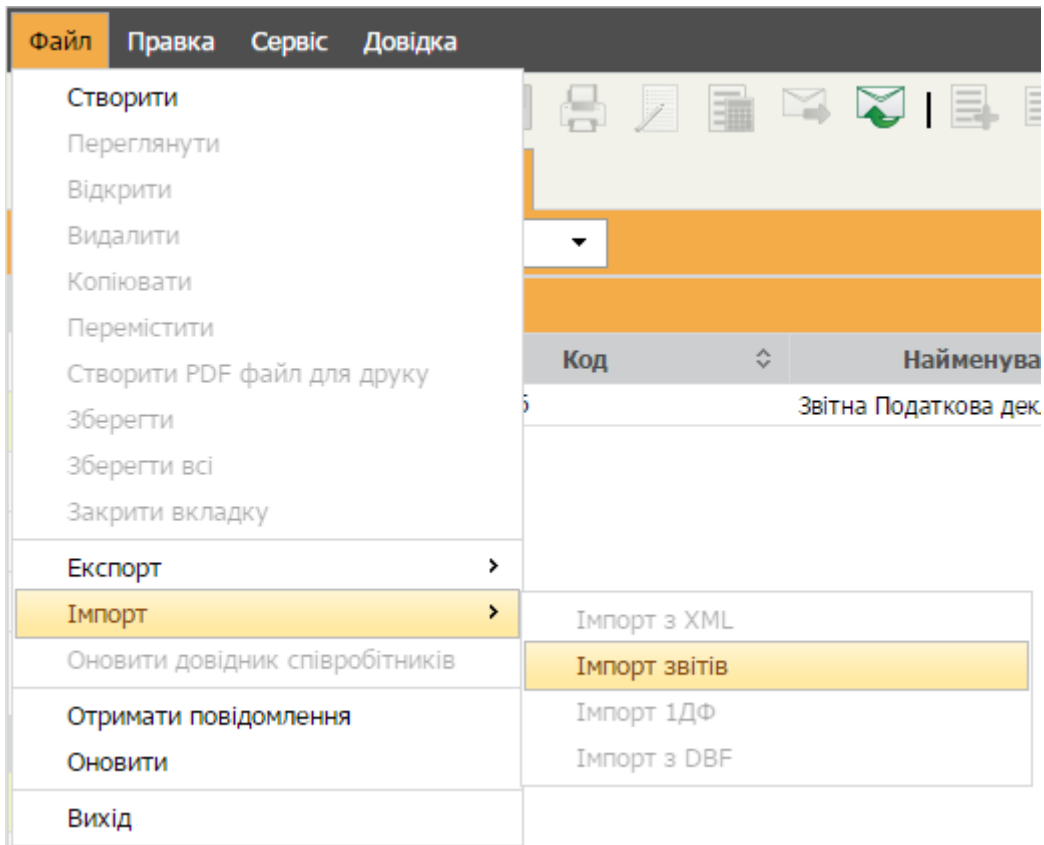 Файл Правка Сервіс Довідка
Створити
Переглянути
Відкрити
Видалити
Копіювати
Перемістити
Створити PDF файл для друку
Код
Зберегти
Звітна Податкова дек
Зберегти всі
Закрити вкладку
Експорт
Імпорт
Імпорт з XML
Оновити довідник співробітників
Імпорт звітів
Отримати повідомлення
Імпорт 1ДФ
Оновити
Імпорт з DBF
Вихід